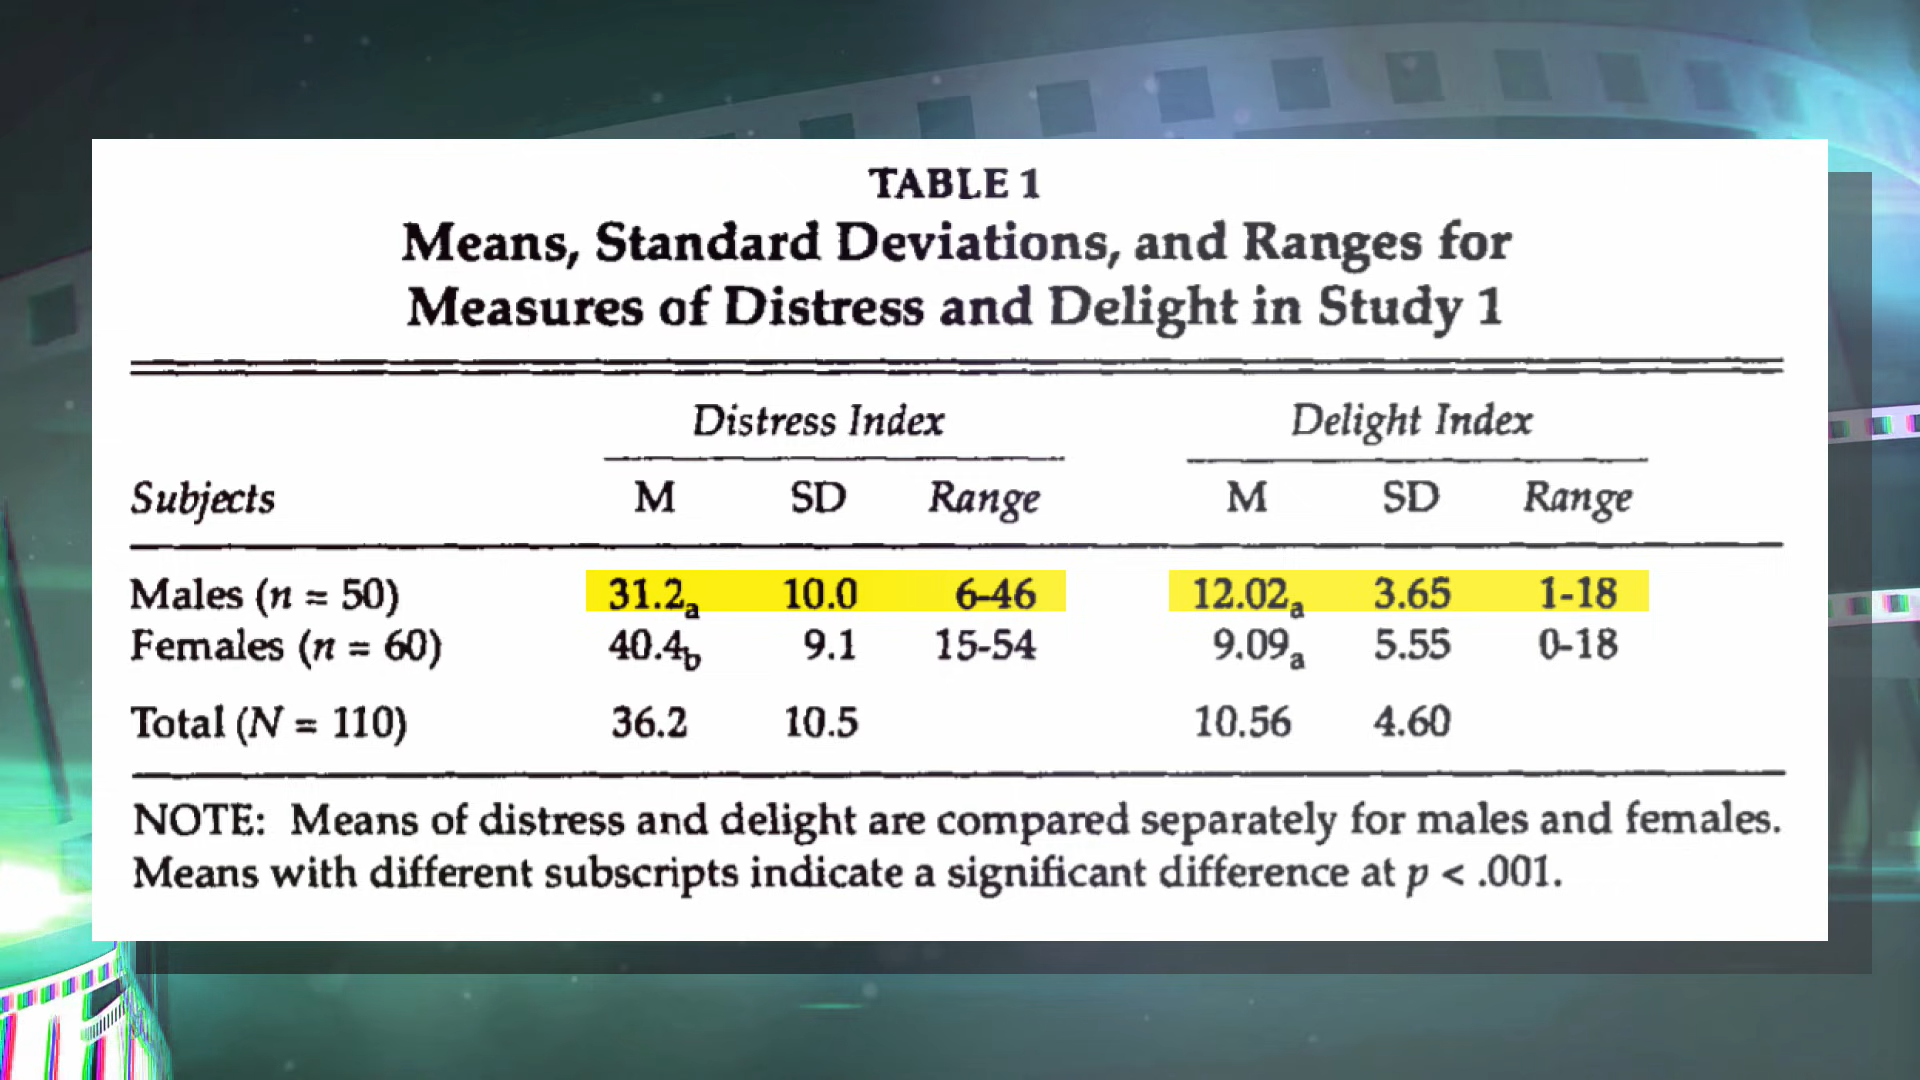 TABLE 1
Means, Standard Deviations, and Ranges for
Measures of Distress and Delight in Study 1
Distress Index Delight Index
Subjects M SD Range M SD Range
Males (n = 50) 31.2a 10.0 6-46 12.02a 3.65 1-18
Females (n = 60) 40.4b 9.1 15-54 9.09a 5.55 0-18
Total (N = 110) 36.2 10.5 10.56 4.60
NOTE: Means of distress and delight are compared separately for males and females.
Means with different subscripts indicate a significant difference at p < .001.